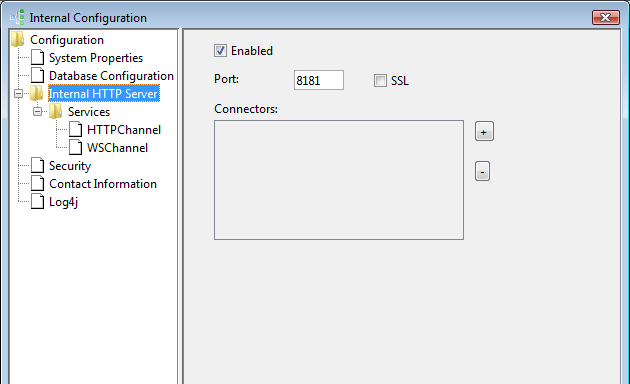 Internal Configuration
Configuration
System Properties
Database Configuration
Internal HTTP Server
Services
HTTPChannel
WSChannel
Security
Contact Information
Log4j
Enabled
Port: 8181 SSL
Connectors:
+
-